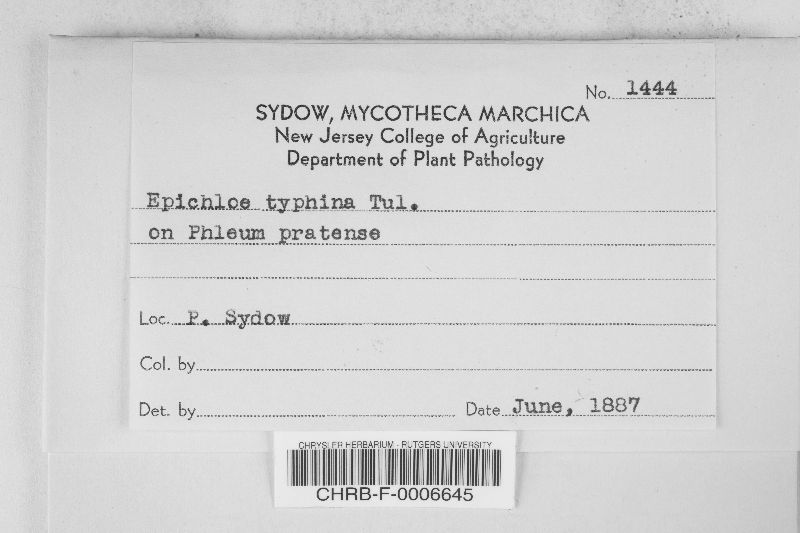 No. 1444
SYDOW, MYCOTHECA MARCHICA
New Jersey College of Agriculture
Department of Plant Pathology
Epichloe typhina Tul.
on Phleum pratense
Loc. P. Sydow
Col. by
Det. by Date June, 1887
CHRYSLER HERBARIUM - RUTGERS UNIVERSITY
CHRB-F-0006645